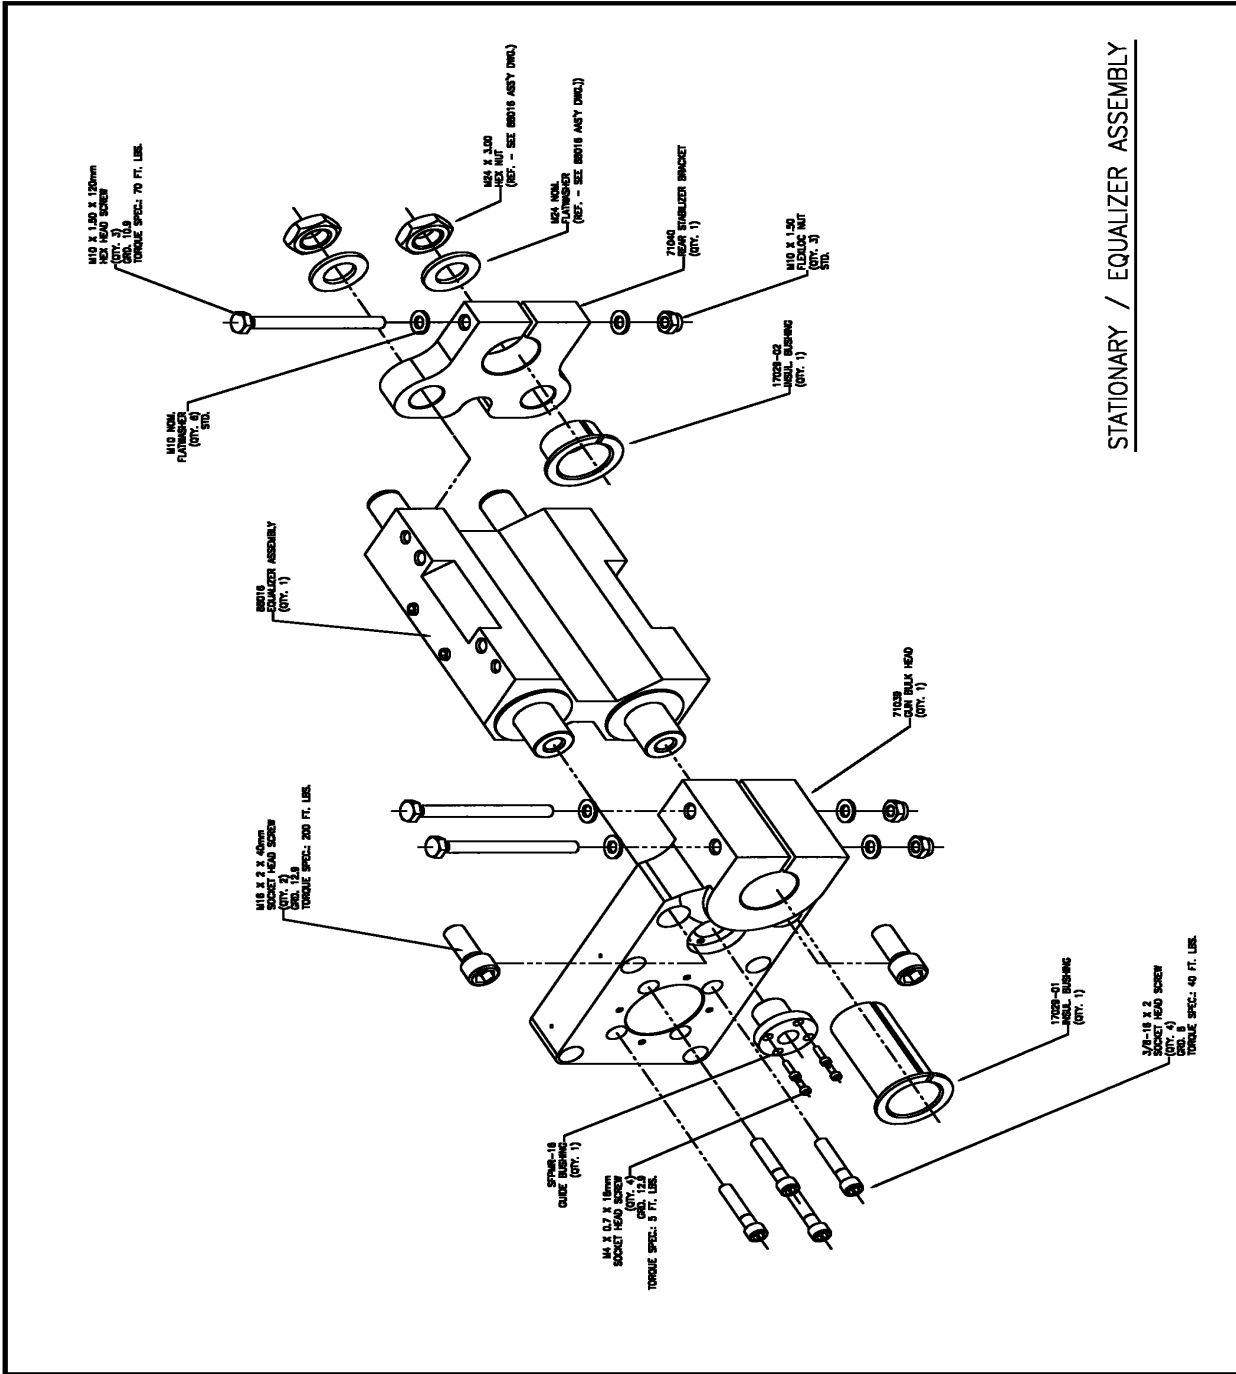 M10 X 1.50 X 120mm
HEX HEAD SCREW
(QTY. 3)
GRD. 10.9
TORQUE SPEC.: 70 FT. LBS.
M24 X 3.00
HEX NUT
(REF. - SEE 88016 ASS'Y DWG.)
M24 NOM.
FLATWASHER
(REF. - SEE 88016 AAS'Y DWG.))
71040
REAR STABILIZER BRACKET
(QTY. 1)
M10 X 1.50
FLEXLOC NUT
(QTY. 3)
STD.
M10 NOM.
FLATWASHER
(QTY. 6)
STD.
17029-02
INSUL. BUSHING
(QTY. 1)
88016
EQUALIZER ASSEMBLY
(QTY. 1)
71039
GUN BULK HEAD
(QTY. 1)
M16 X 2 X 40mm
SOCKET HEAD SCREW
(QTY. 2)
GRD. 12.9
TORQUE SPEC.: 200 FT. LBS.
17029-01
INSUL. BUSHING
(QTY. 1)
3/8-16 X 2
SOCKET HEAD SCREW
(QTY. 4)
GRD. 8
TORQUE SPEC.: 40 FT. LBS.
SFPMR-16
GUIDE BUSHING
(QTY. 1)
M4 X 0.7 X 16mm
SOCKET HEAD SCREW
(QTY. 4)
GRD. 12.9
TORQUE SPEC.: 5 FT. LBS.
STATIONARY / EQUALIZER ASSEMBLY